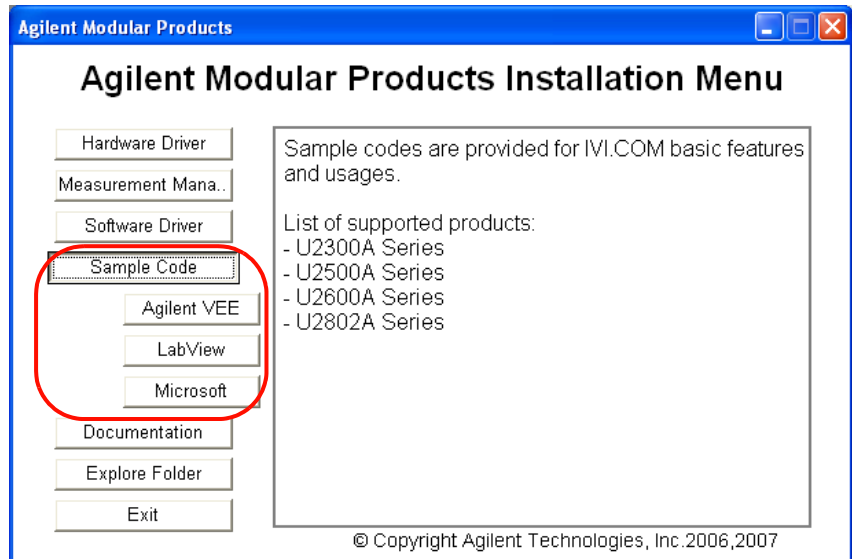 Agilent Modular Products
Agilent Modular Products Installation Menu
Hardware Driver
Measurement Mana..
Software Driver
Sample Code
Agilent VEE
LabView
Microsoft
Documentation
Explore Folder
Exit
Sample codes are provided for IVI.COM basic features
and usages.
List of supported products:
- U2300A Series
- U2500A Series
- U2600A Series
- U2802A Series
© Copyright Agilent Technologies, Inc.2006,2007